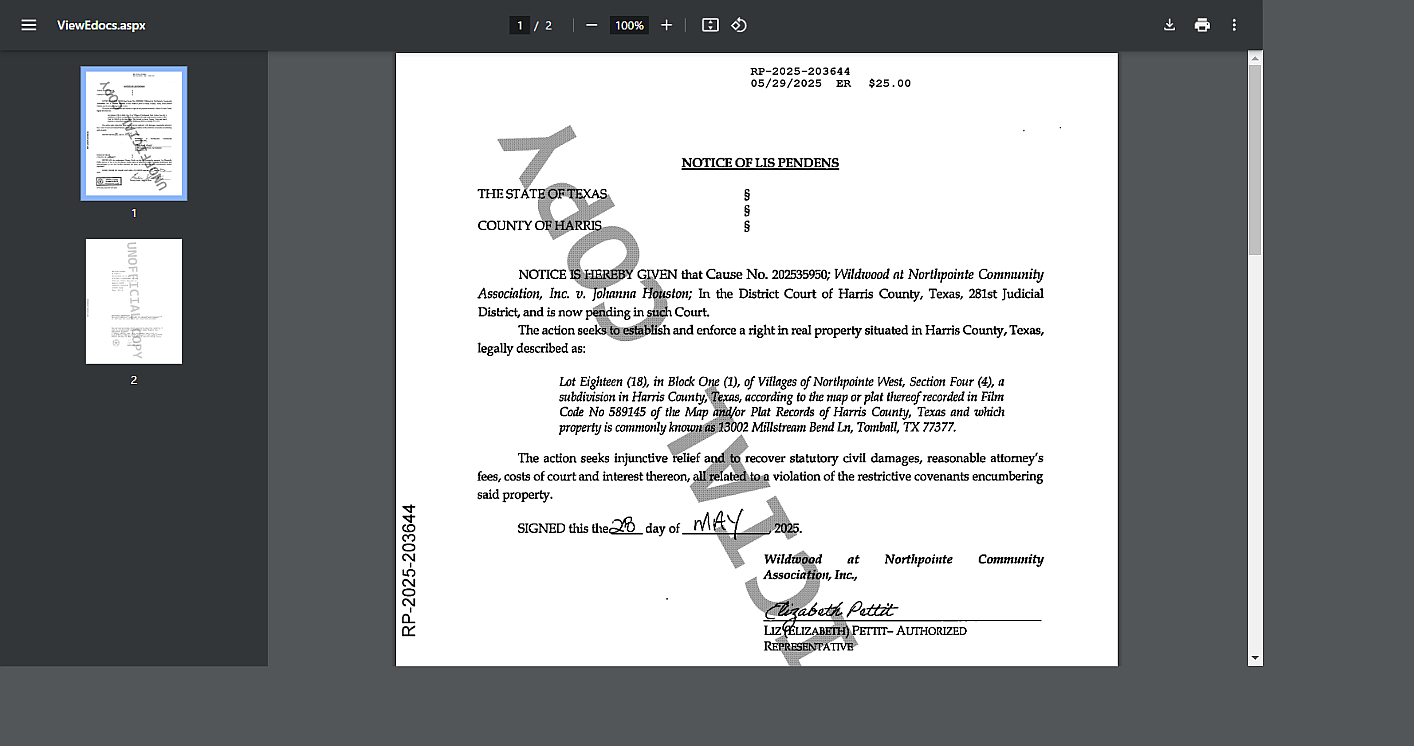 ViewEdocs.aspx
1 / 2
100%
1
2
RP-2025-203644
05/29/2025 ER $25.00
NOTICE OF LIS PENDENS
THE STATE OF TEXAS §
§
COUNTY OF HARRIS §
NOTICE IS HEREBY GIVEN that Cause No. 202535950; Wildwood at Northpointe Community
Association, Inc. v. Johanna Houston; In the District Court of Harris County, Texas, 281st Judicial
District, and is now pending in such Court.
The action seeks to establish and enforce a right in real property situated in Harris County, Texas,
legally described as:
Lot Eighteen (18), in Block One (1), of Villages of Northpointe West, Section Four (4), a
subdivision in Harris County, Texas, according to the map or plat thereof recorded in Film
Code No 589145 of the Map and/or Plat Records of Harris County, Texas and which
property is commonly known as 13002 Millstream Bend Ln, Tomball, TX 77377.
The action seeks injunctive relief and to recover statutory civil damages, reasonable attorney's
fees, costs of court and interest thereon, all related to a violation of the restrictive covenants encumbering
said property.
SIGNED this the 28 day of MAY, 2025.
Wildwood at Northpointe Community
Association, Inc.,
Elizabeth Pettit
LIZ (ELIZABETH) PETTIT– AUTHORIZED
REPRESENTATIVE
RP-2025-203644
CIAL COPY
UNOFFICIAL COPY
UNOFFICIAL COPY